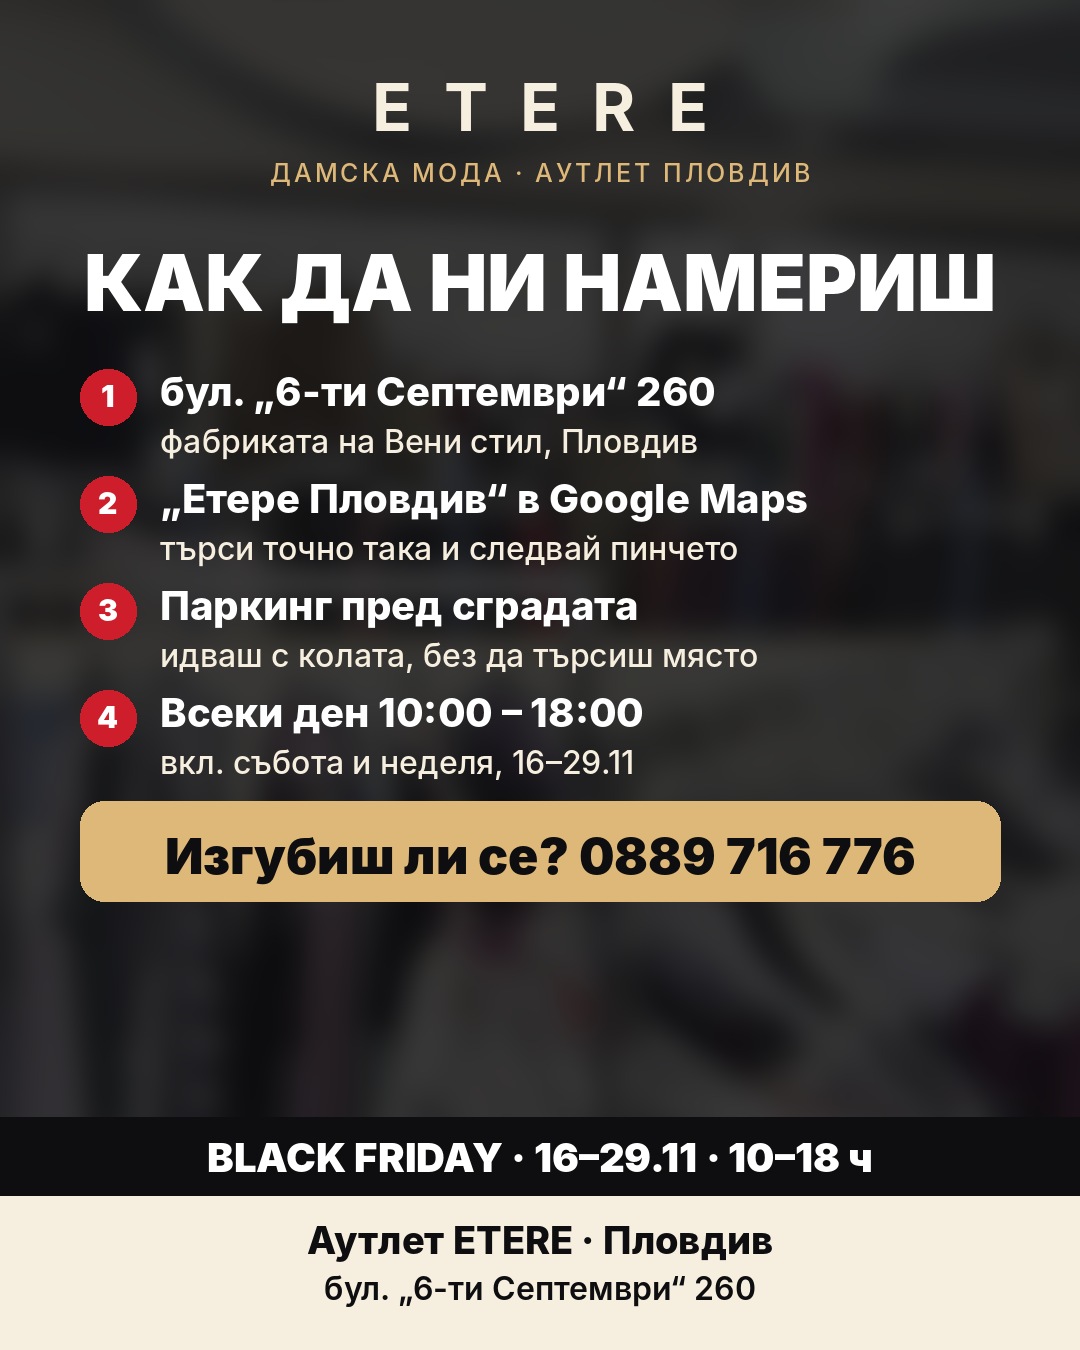 ETERE
ДАМСКА МОДА · АУТЛЕТ ПЛОВДИВ
КАК ДА НИ НАМЕРИШ
1 бул. „6-ти Септември“ 260
фабриката на Вени стил, Пловдив
2 „Етере Пловдив“ в Google Maps
търси точно така и следвай пинчето
3 Паркинг пред сградата
идваш с колата, без да търсиш място
4 Всеки ден 10:00 – 18:00
вкл. събота и неделя, 16–29.11
Изгубиш ли се? 0889 716 776
BLACK FRIDAY · 16–29.11 · 10–18 ч
Аутлет ETERE · Пловдив
бул. „6-ти Септември“ 260